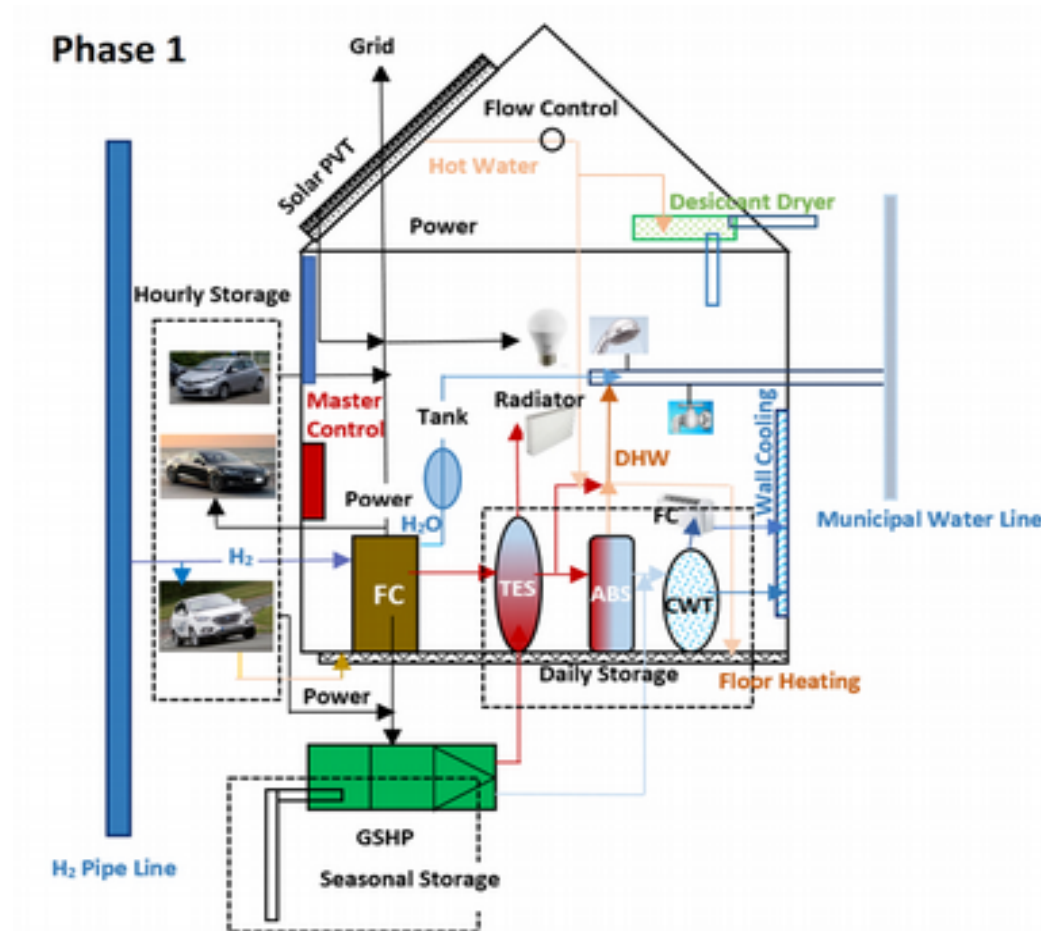 Phase 1
Grid
Flow Control
Solar PVT
Hot Water
Desiccant Dryer
Power
Hourly Storage
Master
Control
Tank
Radiator
DHW
Wall Cooling
Power
H₂O
FC
Municipal Water Line
H₂
FC
TES
ABS
CWT
Daily Storage
Floor Heating
Power
GSHP
H₂ Pipe Line
Seasonal Storage